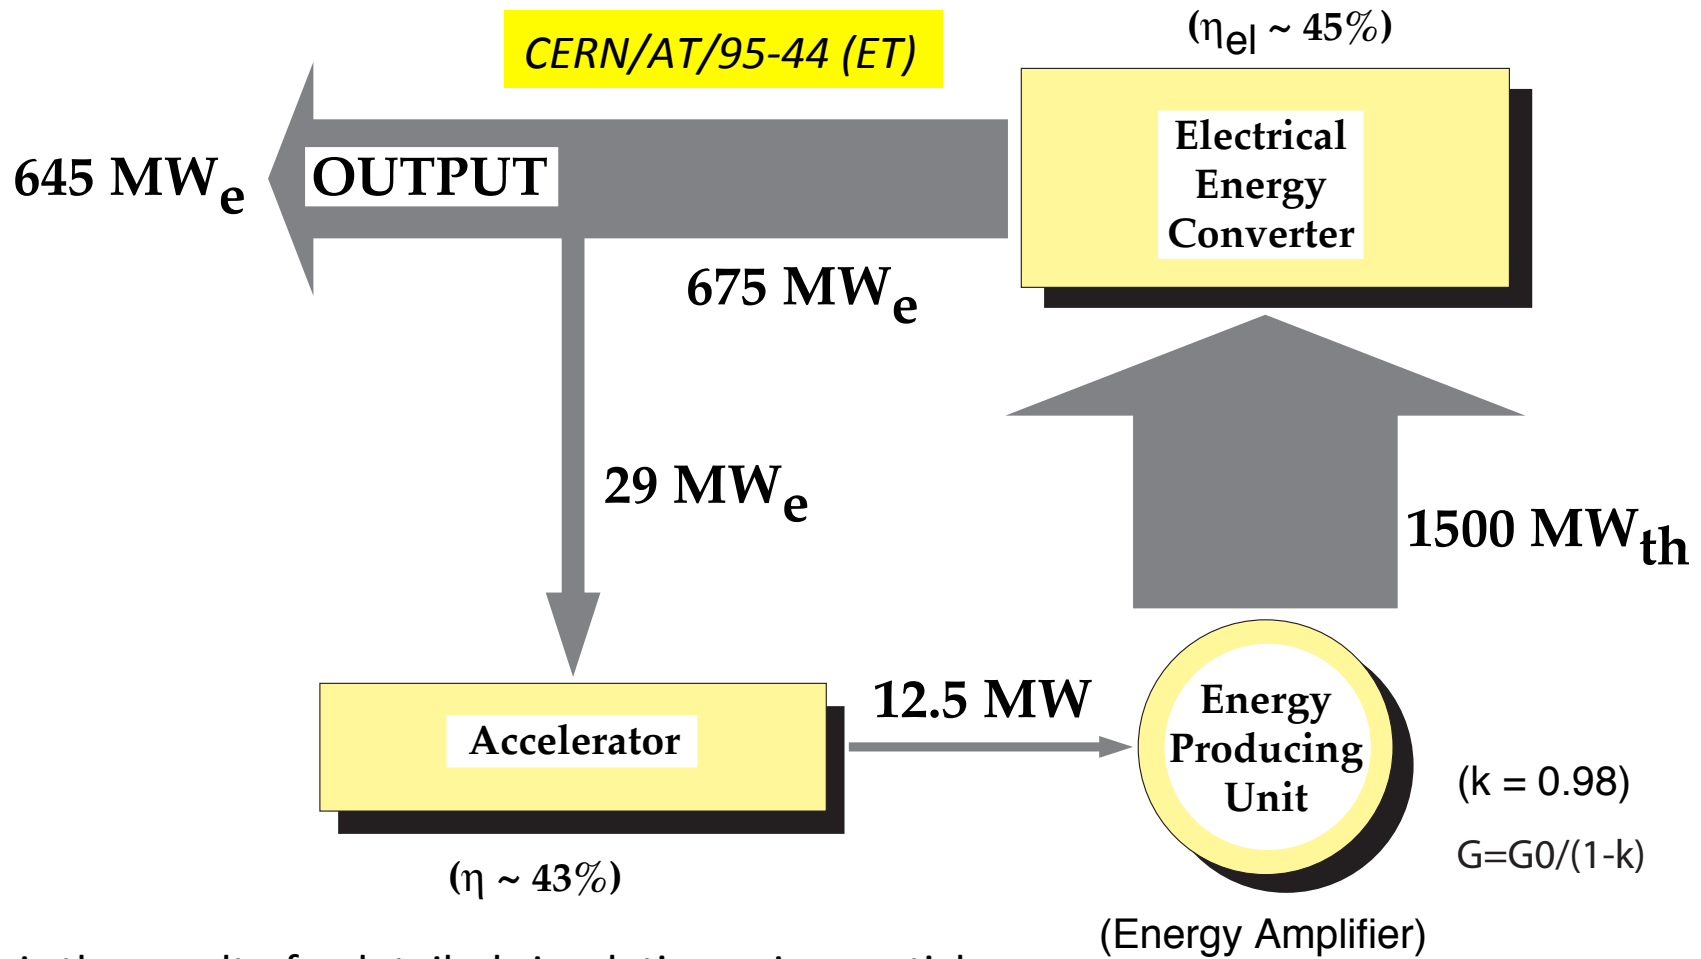 (ηel ~ 45%)
CERN/AT/95-44 (ET)
Electrical
Energy
Converter
645 MWe
OUTPUT
675 MWe
29 MWe
1500 MWth
12.5 MW
Accelerator
Energy
Producing
Unit
(k = 0.98)
G=G0/(1-k)
(η ~ 43%)
(Energy Amplifier)